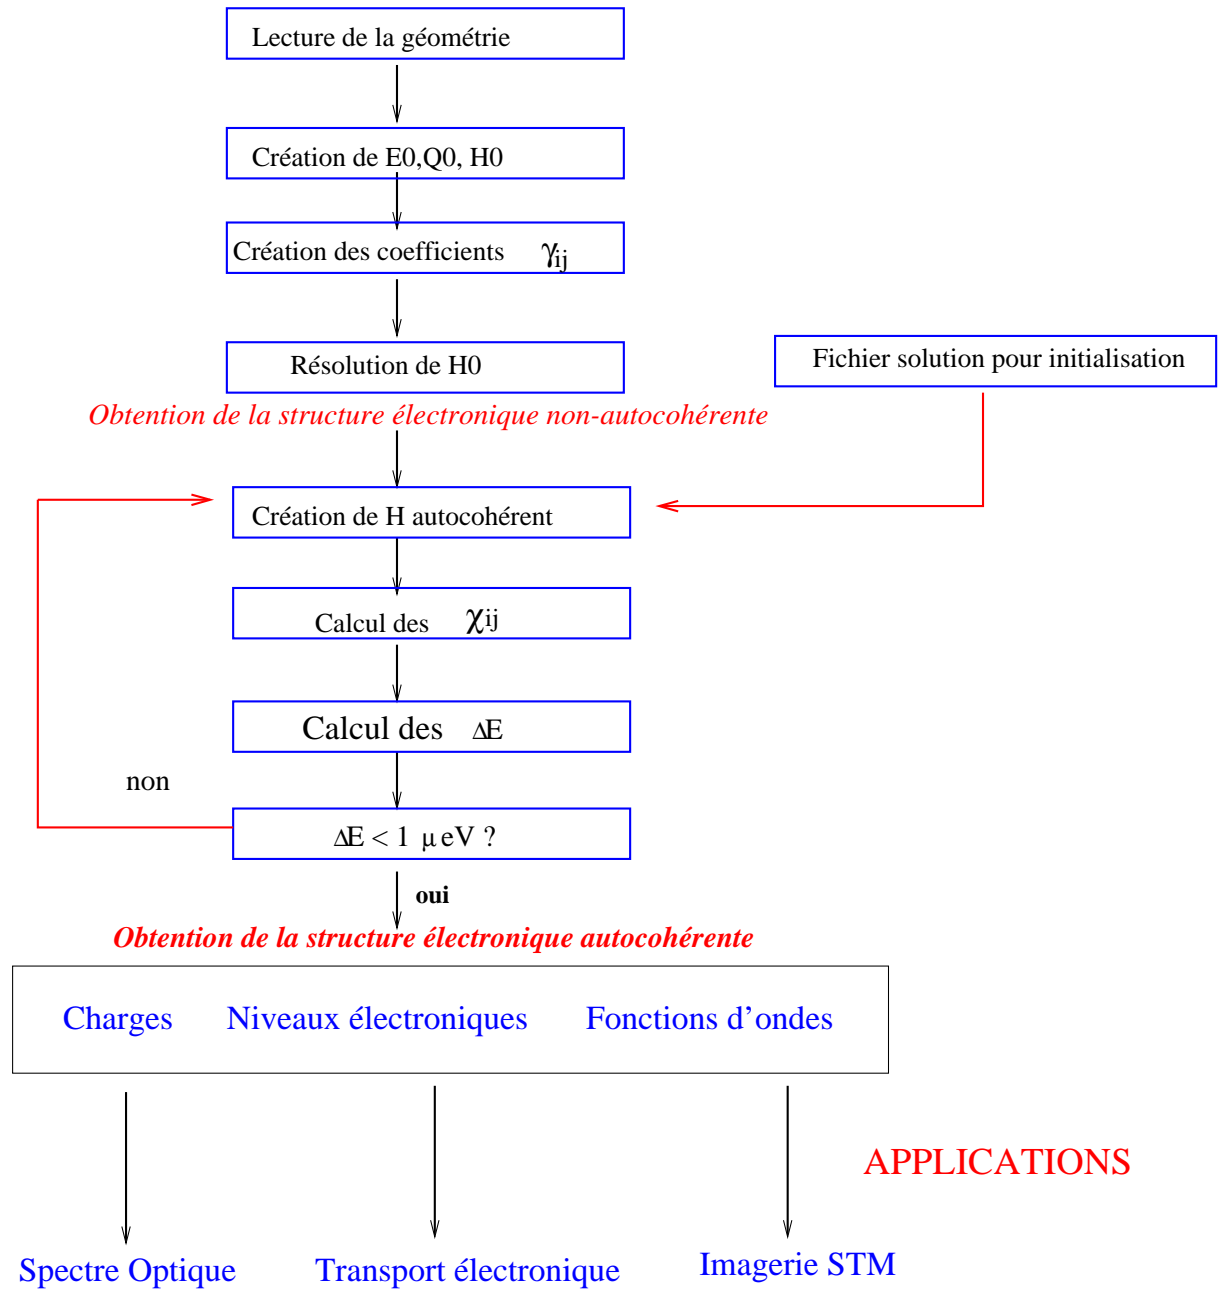 Lecture de la géométrie
Création de E0,Q0, H0
Création des coefficients γij
Résolution de H0
Fichier solution pour initialisation
Obtention de la structure électronique non-autocohérente
Création de H autocohérent
Calcul des χij
Calcul des ΔE
non
ΔE < 1 μeV ?
oui
Obtention de la structure électronique autocohérente
Charges Niveaux électroniques Fonctions d’ondes
APPLICATIONS
Spectre Optique Transport électronique Imagerie STM